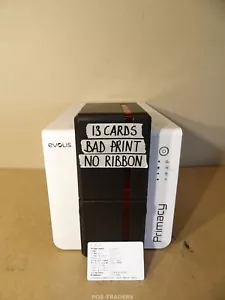 13 CARDS
BAD PRINT
NO RIBBON
evolis
Primacy
POS-TRADERS